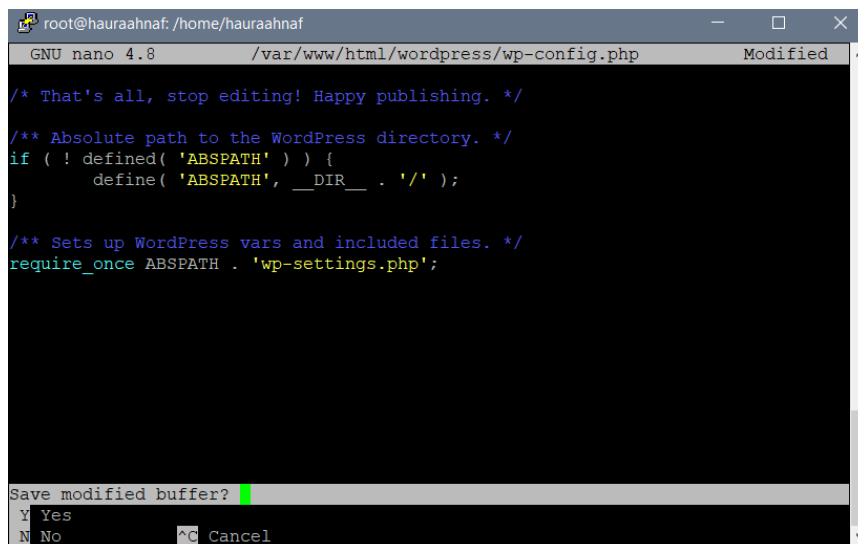 root@hauraahnaf: /home/hauraahnaf
GNU nano 4.8 /var/www/html/wordpress/wp-config.php Modified
/* That's all, stop editing! Happy publishing. */
/** Absolute path to the WordPress directory. */
if ( ! defined( 'ABSPATH' ) ) {
define( 'ABSPATH', __DIR__ . '/' );
}
/** Sets up WordPress vars and included files. */
require_once ABSPATH . 'wp-settings.php';
Save modified buffer?
Y Yes
N No ^C Cancel